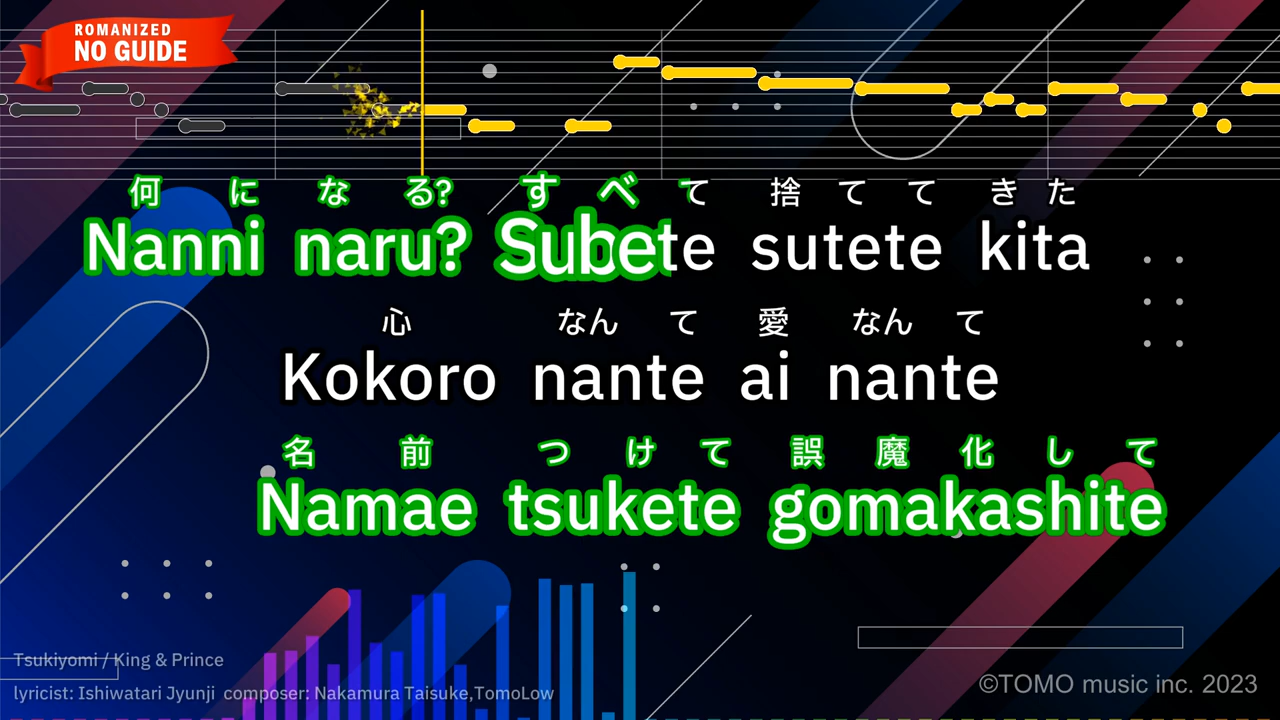 ROMANIZED
NO GUIDE
何 に な る? す べ て 捨 て て き た
Nanni naru? Subete sutete kita
心 なん て 愛 なん て
Kokoro nante ai nante
名 前 つ け て 誤 魔 化 し て
Namae tsukete gomakashite
Tsukiyomi / King & Prince
lyricist: Ishiwatari Jyunji composer: Nakamura Taisuke,TomoLow
©TOMO music inc. 2023